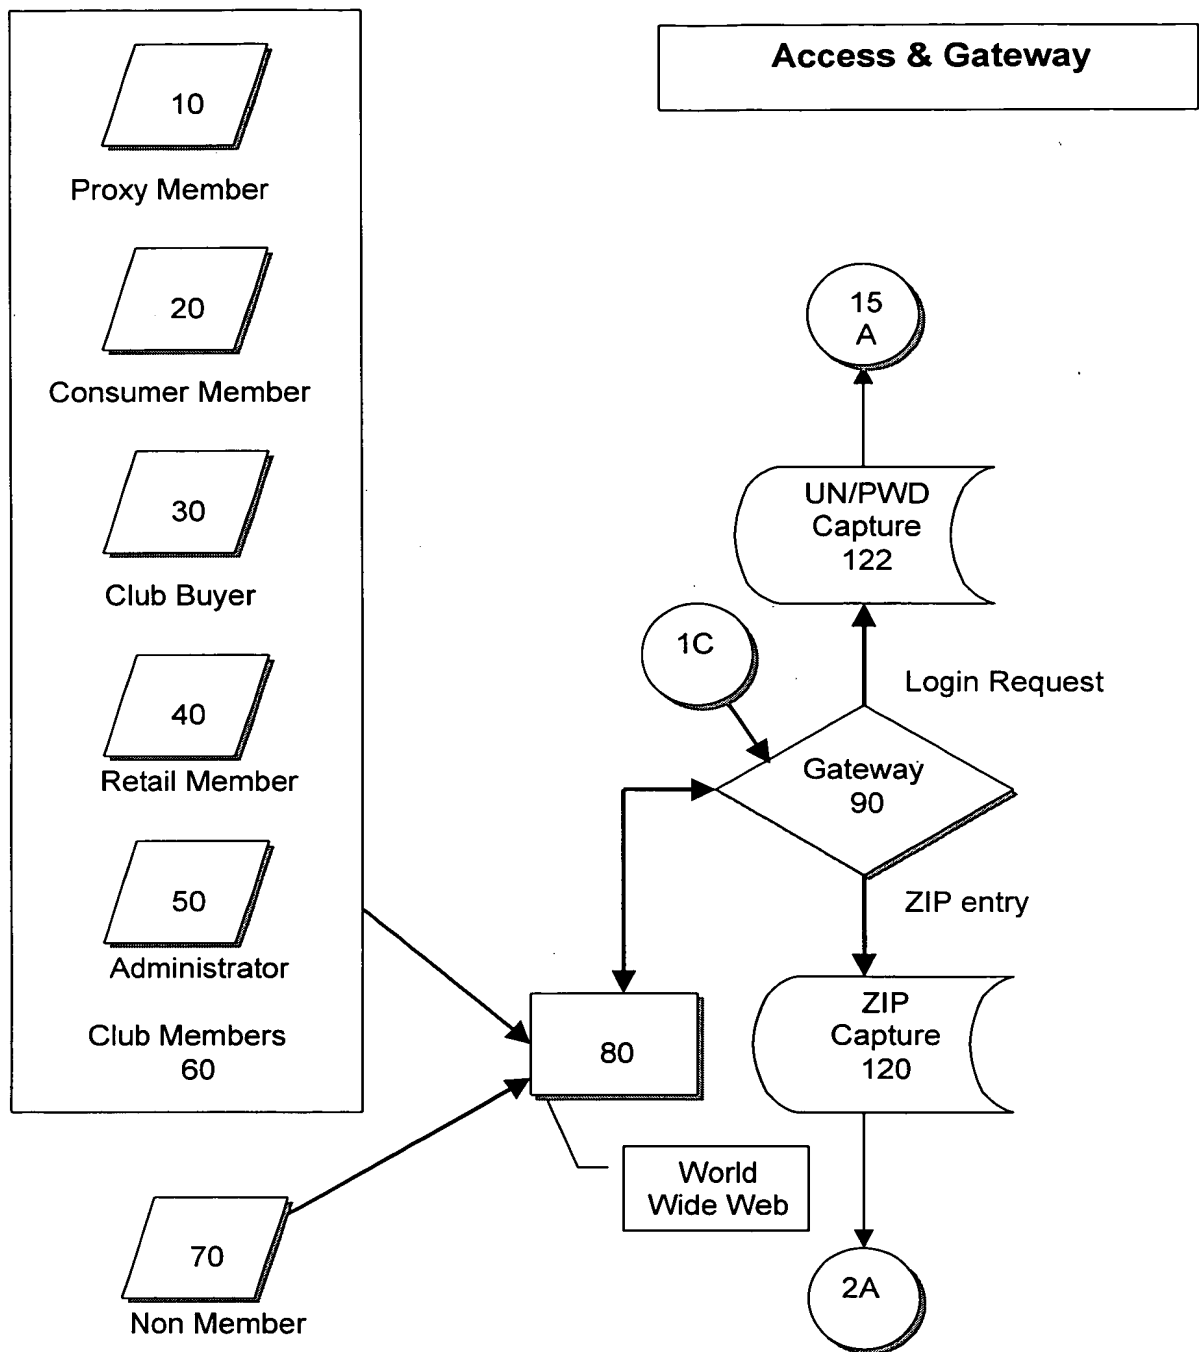 Access & Gateway
10
Proxy Member
20
Consumer Member
30
Club Buyer
40
Retail Member
50
Administrator
Club Members
60
70
Non Member
80
World
Wide Web
15
A
UN/PWD
Capture
122
1C
Login Request
Gateway
90
ZIP entry
ZIP
Capture
120
2A